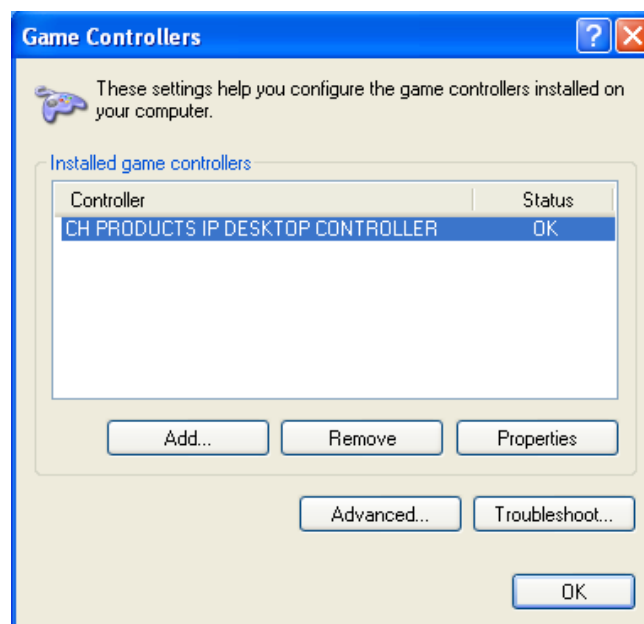 Game Controllers
?
These settings help you configure the game controllers installed on
your computer.
Installed game controllers
Controller Status
CH PRODUCTS IP DESKTOP CONTROLLER OK
Add... Remove Properties
Advanced... Troubleshoot...
OK